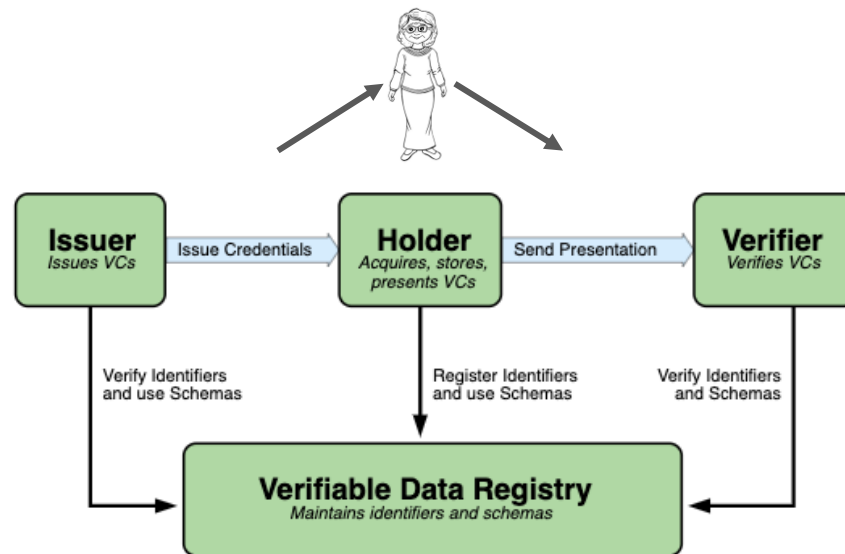 Issuer
Issues VCs
Issue Credentials
Holder
Acquires, stores,
presents VCs
Send Presentation
Verifier
Verifies VCs
Verify Identifiers
and use Schemas
Register Identifiers
and use Schemas
Verify Identifiers
and Schemas
Verifiable Data Registry
Maintains identifiers and schemas